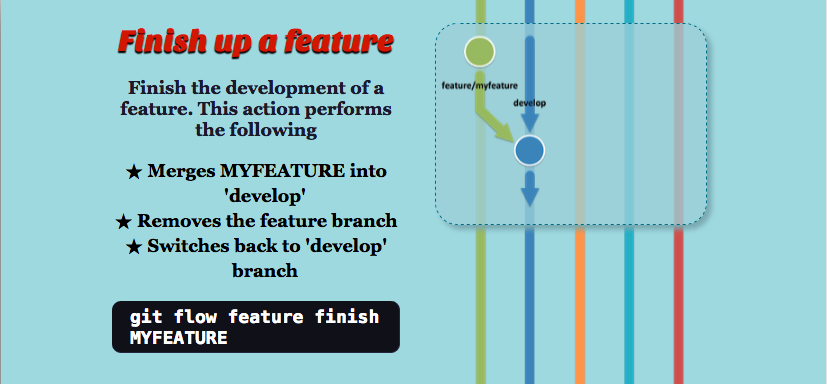 Finish up a feature
Finish the development of a
feature. This action performs
the following
★ Merges MYFEATURE into
'develop'
★ Removes the feature branch
★ Switches back to 'develop'
branch
git flow feature finish
MYFEATURE
feature/myfeature
develop